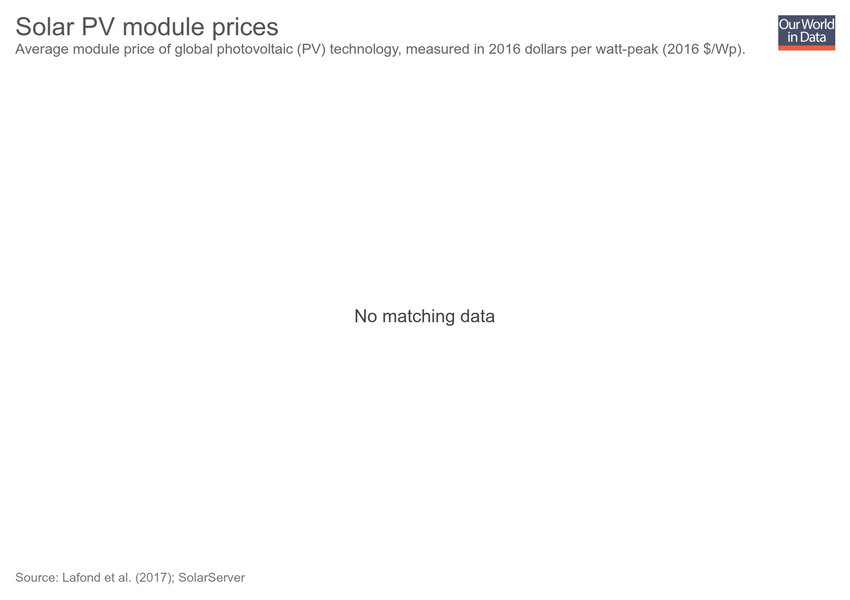 Solar PV module prices
Average module price of global photovoltaic (PV) technology, measured in 2016 dollars per watt-peak (2016 $/Wp).
Our World
in Data
No matching data
Source: Lafond et al. (2017); SolarServer